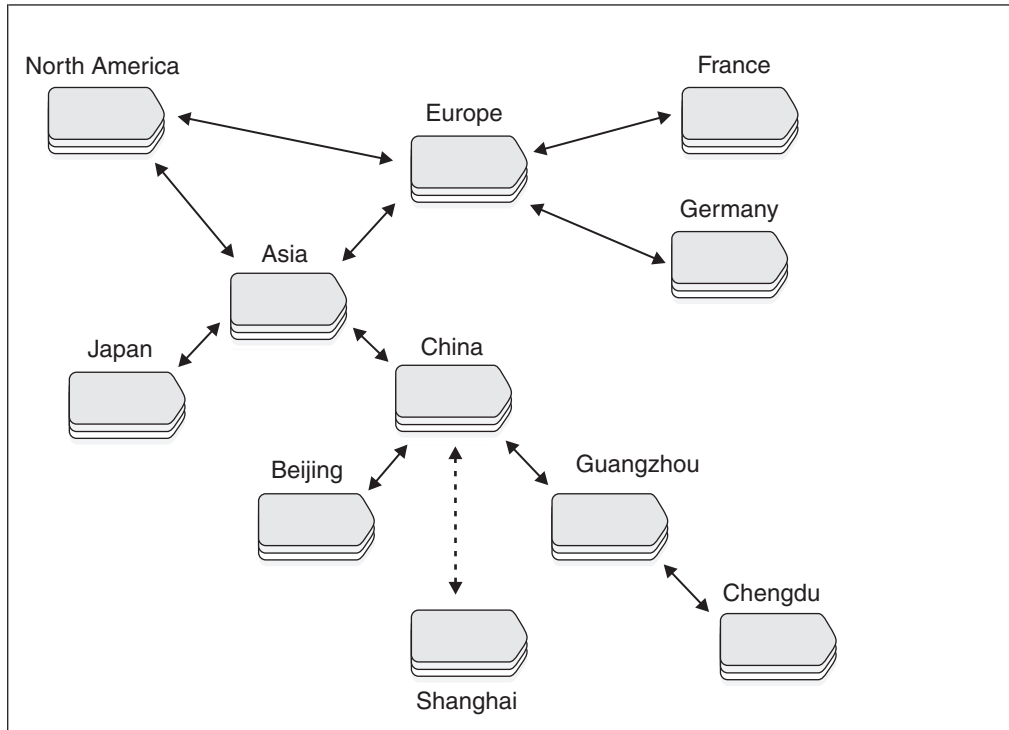 North America
France
Europe
Germany
Asia
Japan
China
Beijing
Guangzhou
Chengdu
Shanghai